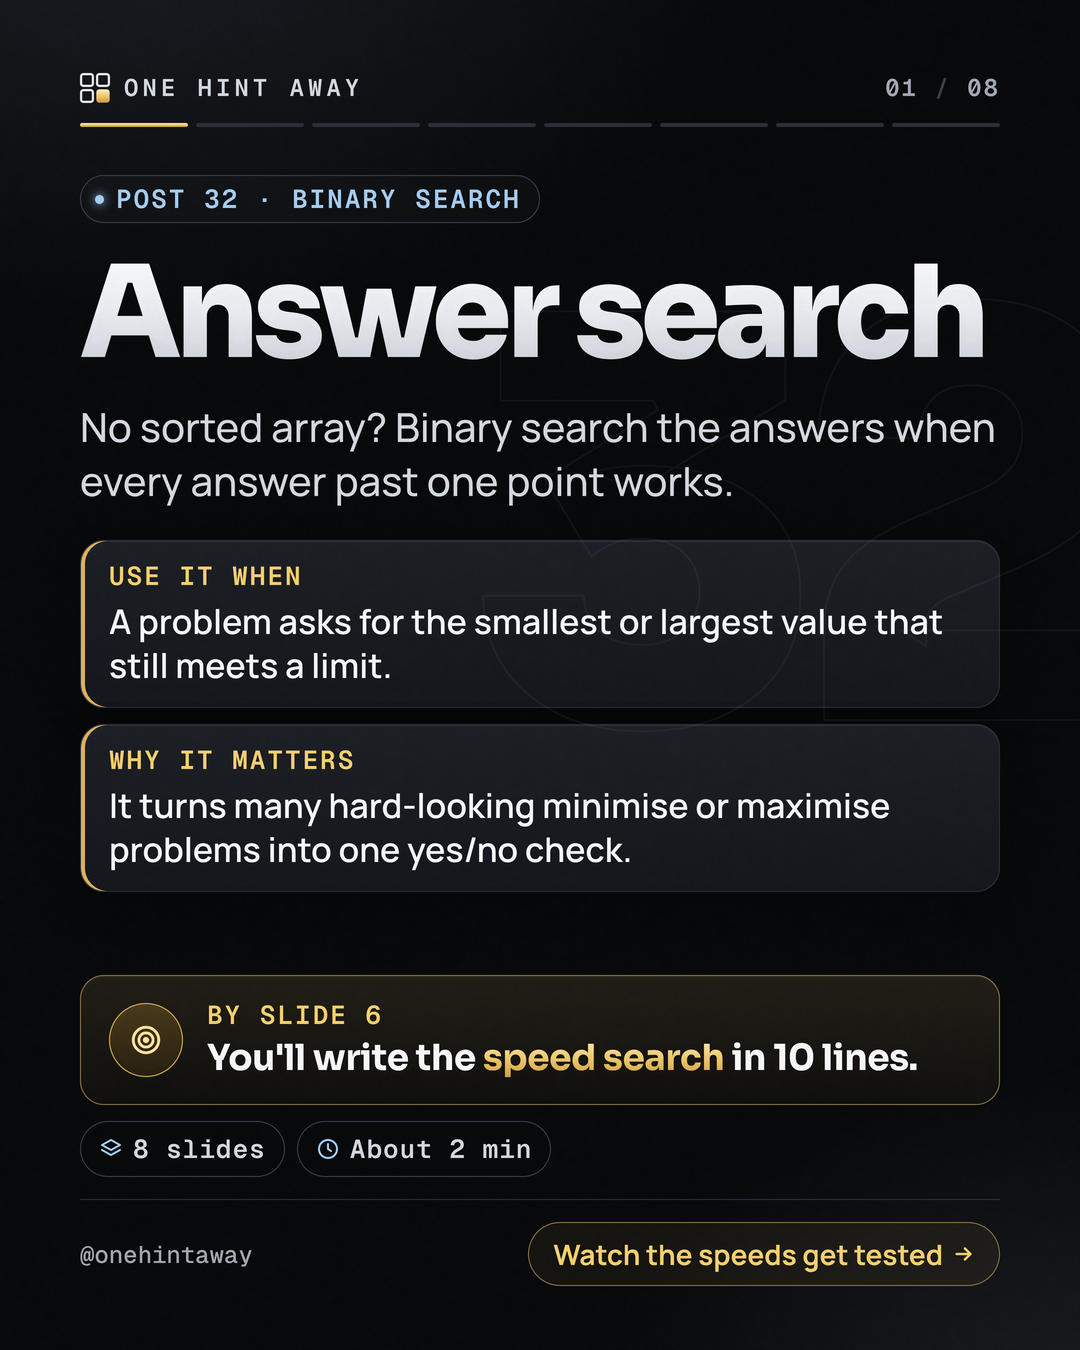 ONE HINT AWAY
01 / 08
POST 32 · BINARY SEARCH
Answer search
No sorted array? Binary search the answers when
every answer past one point works.
USE IT WHEN
A problem asks for the smallest or largest value that
still meets a limit.
WHY IT MATTERS
It turns many hard-looking minimise or maximise
problems into one yes/no check.
BY SLIDE 6
You'll write the speed search in 10 lines.
8 slides
About 2 min
@onehintaway
Watch the speeds get tested →
32